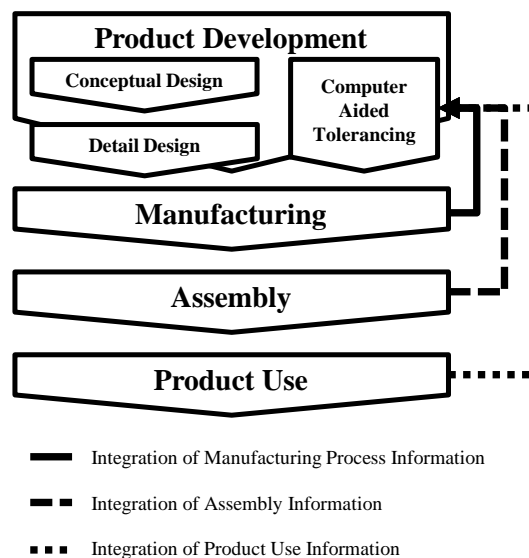 Product Development
Conceptual Design
Detail Design
Computer
Aided
Tolerancing
Manufacturing
Assembly
Product Use
Integration of Manufacturing Process Information
Integration of Assembly Information
Integration of Product Use Information